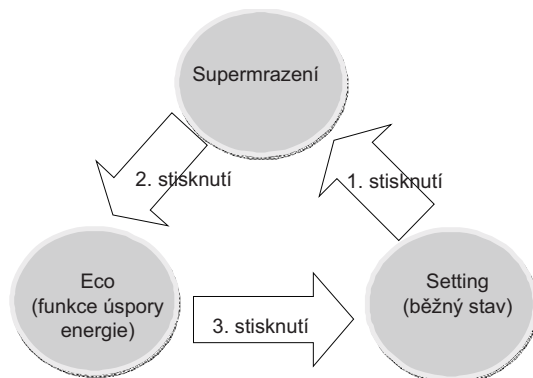 Supermrazení
2. stisknutí
1. stisknutí
Eco
(funkce úspory
energie)
Setting
(běžný stav)
3. stisknutí